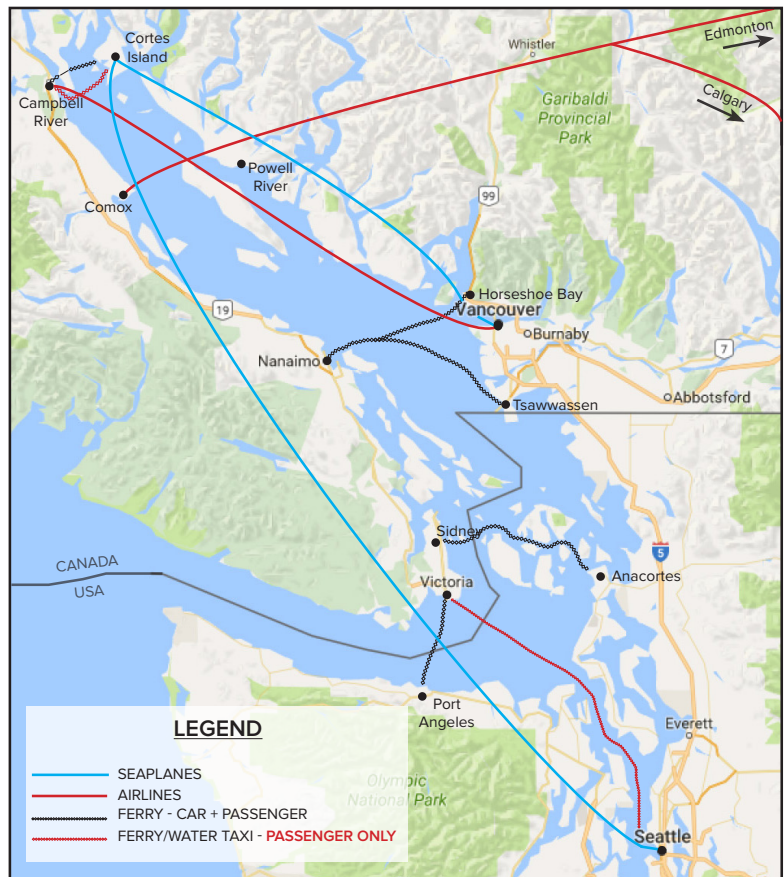 Cortes
Island
Whistler
Edmonton
Campbell
River
Garibaldi
Provincial
Park
Calgary
Powell
River
Comox
99
Horseshoe Bay
Vancouver
19
Burnaby
7
Nanaimo
Abbotsford
Tsawwassen
Sidney
5
CANADA
USA
Victoria
Anacortes
Port
Angeles
Everett
Olympic
National Park
Seattle
LEGEND
SEAPLANES
AIRLINES
FERRY - CAR + PASSENGER
FERRY/WATER TAXI - PASSENGER ONLY